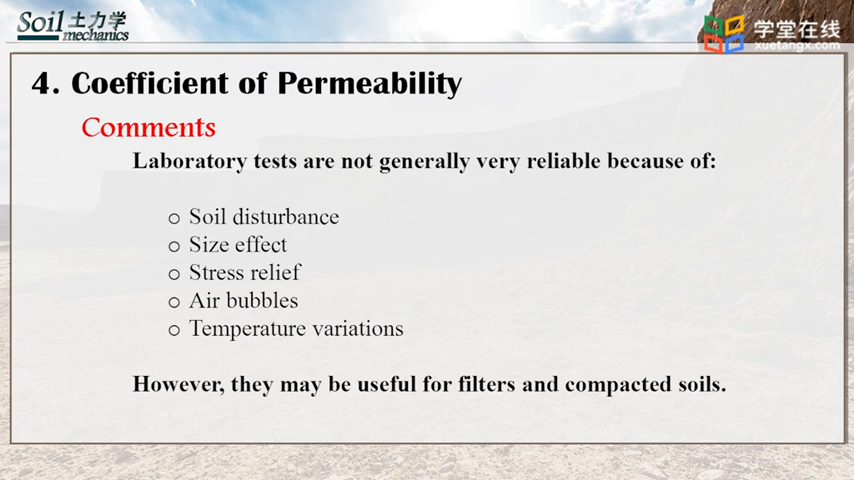 Soil 土力学
mechanics
学堂在线
xuetangx.com
4. Coefficient of Permeability
Comments
Laboratory tests are not generally very reliable because of:
○ Soil disturbance
○ Size effect
○ Stress relief
○ Air bubbles
○ Temperature variations
However, they may be useful for filters and compacted soils.